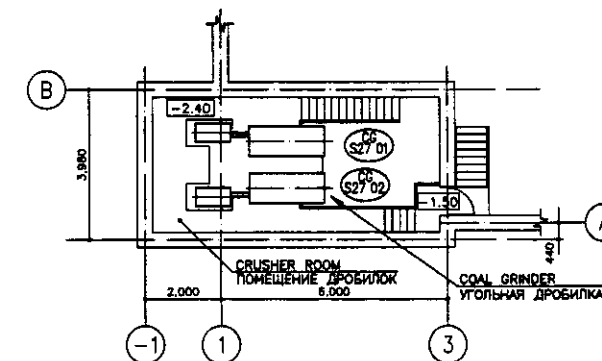 B
-2.40
CG
S27 01
CG
S27 02
3,980
-1.50
A
440
CRUSHER ROOM
ПОМЕЩЕНИЕ ДРОБИЛОК
COAL GRINDER
УГОЛЬНАЯ ДРОБИЛКА
2,000
6,000
-1
1
3